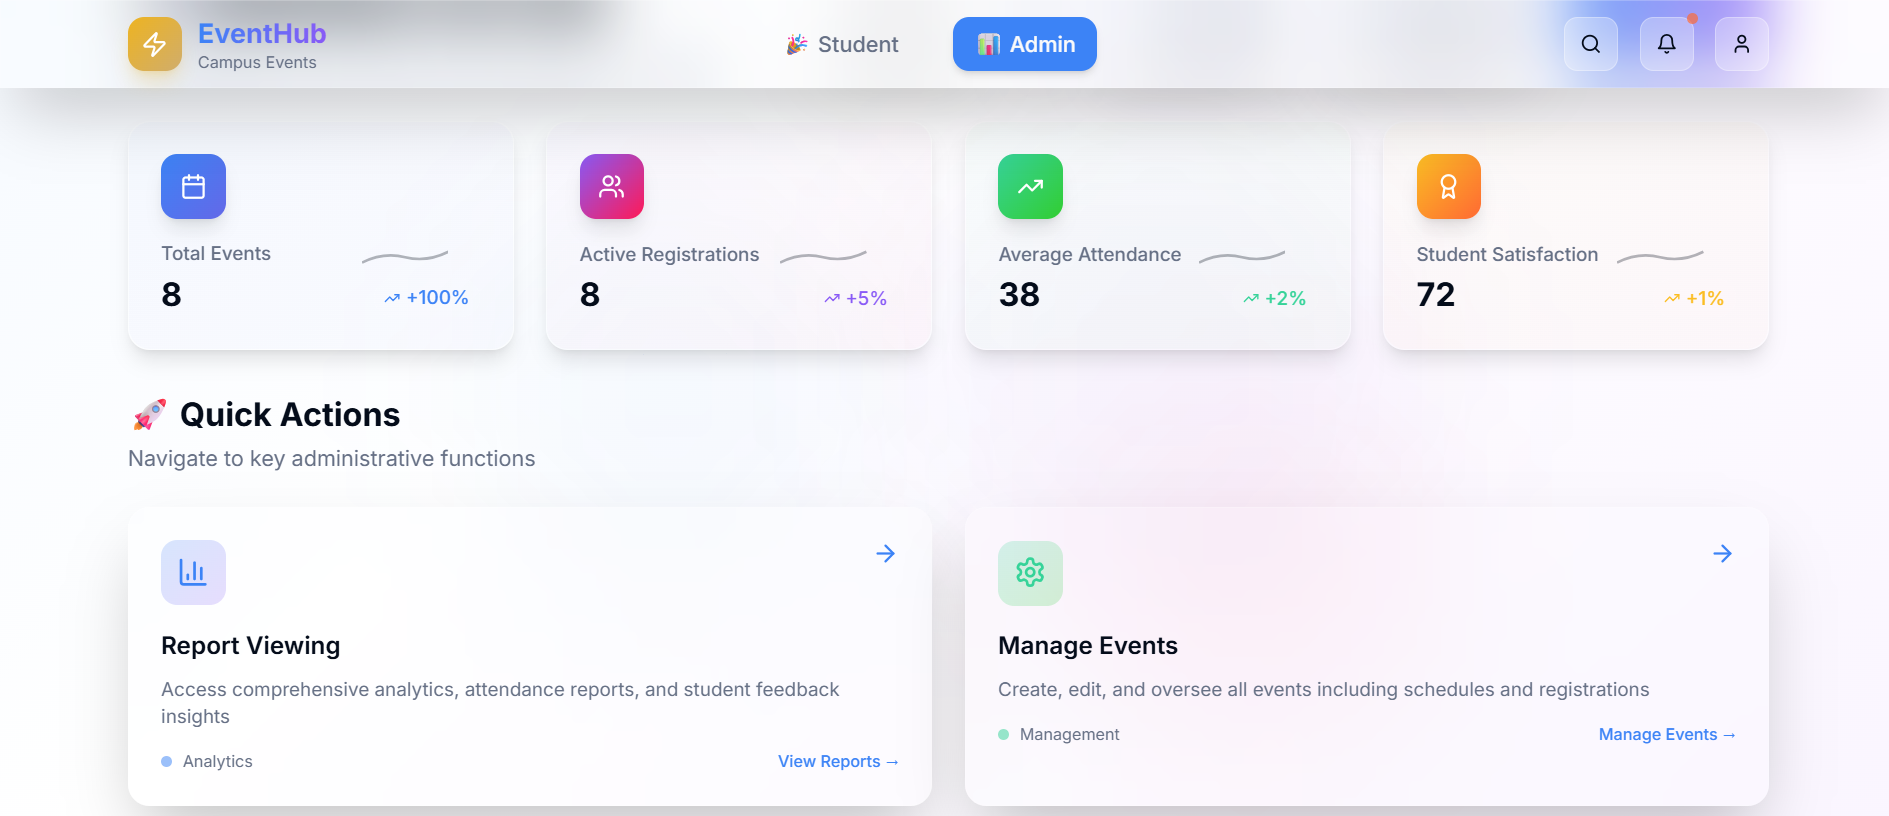 EventHub
Campus Events
🎉 Student
📊 Admin
Total Events
8
+100%
Active Registrations
8
+5%
Average Attendance
38
+2%
Student Satisfaction
72
+1%
🚀 Quick Actions
Navigate to key administrative functions
Report Viewing
Access comprehensive analytics, attendance reports, and student feedback
insights
Analytics
View Reports →
Manage Events
Create, edit, and oversee all events including schedules and registrations
Management
Manage Events →